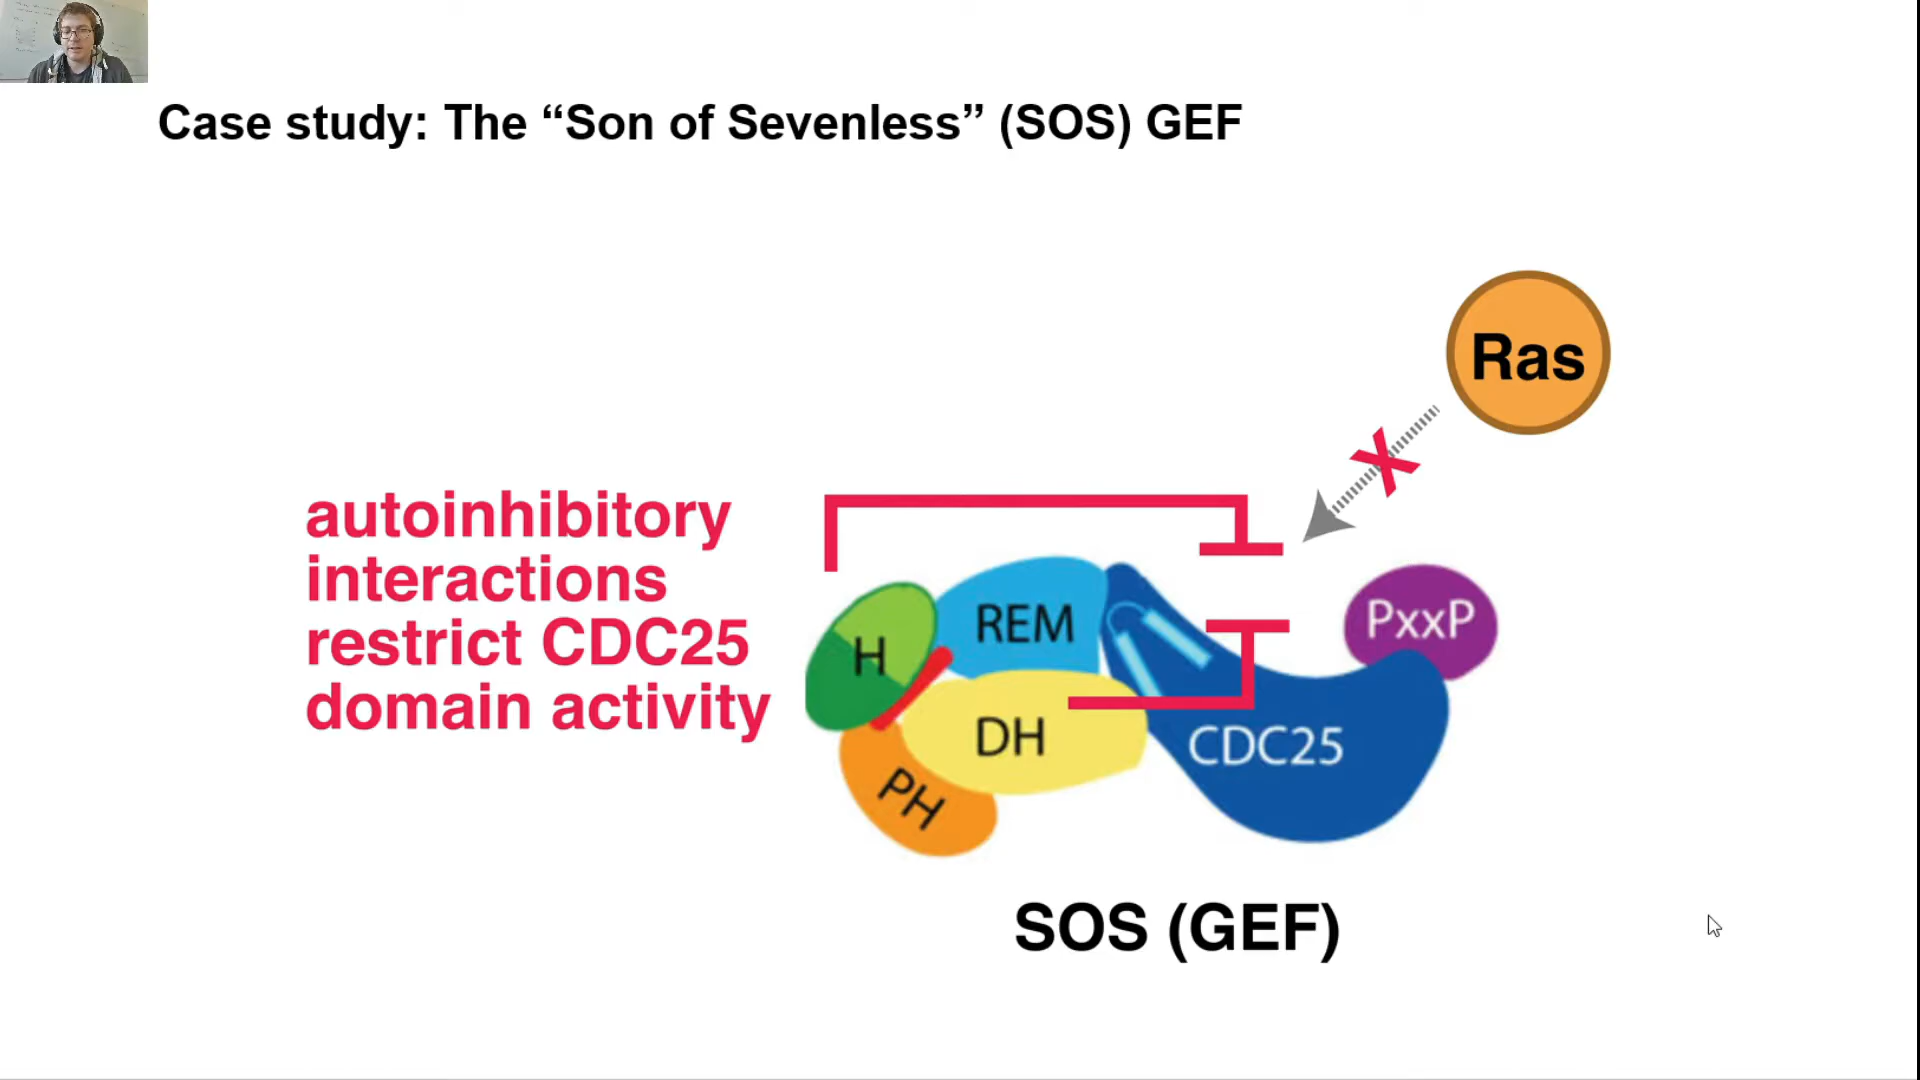 Case study: The “Son of Sevenless” (SOS) GEF
Ras
autoinhibitory
interactions
restrict CDC25
domain activity
X
H
REM
PxxP
DH
CDC25
PH
SOS (GEF)